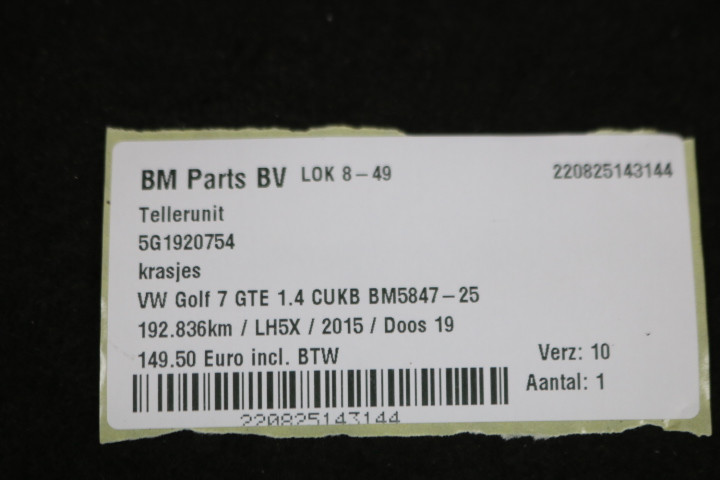 BM Parts BV LOK 8-49 220825143144
Tellerunit
5G1920754
krasjes
VW Golf 7 GTE 1.4 CUKB BM5847-25
192.836km / LH5X / 2015 / Doos 19
149.50 Euro incl. BTW Verz: 10
Aantal: 1
220825143144